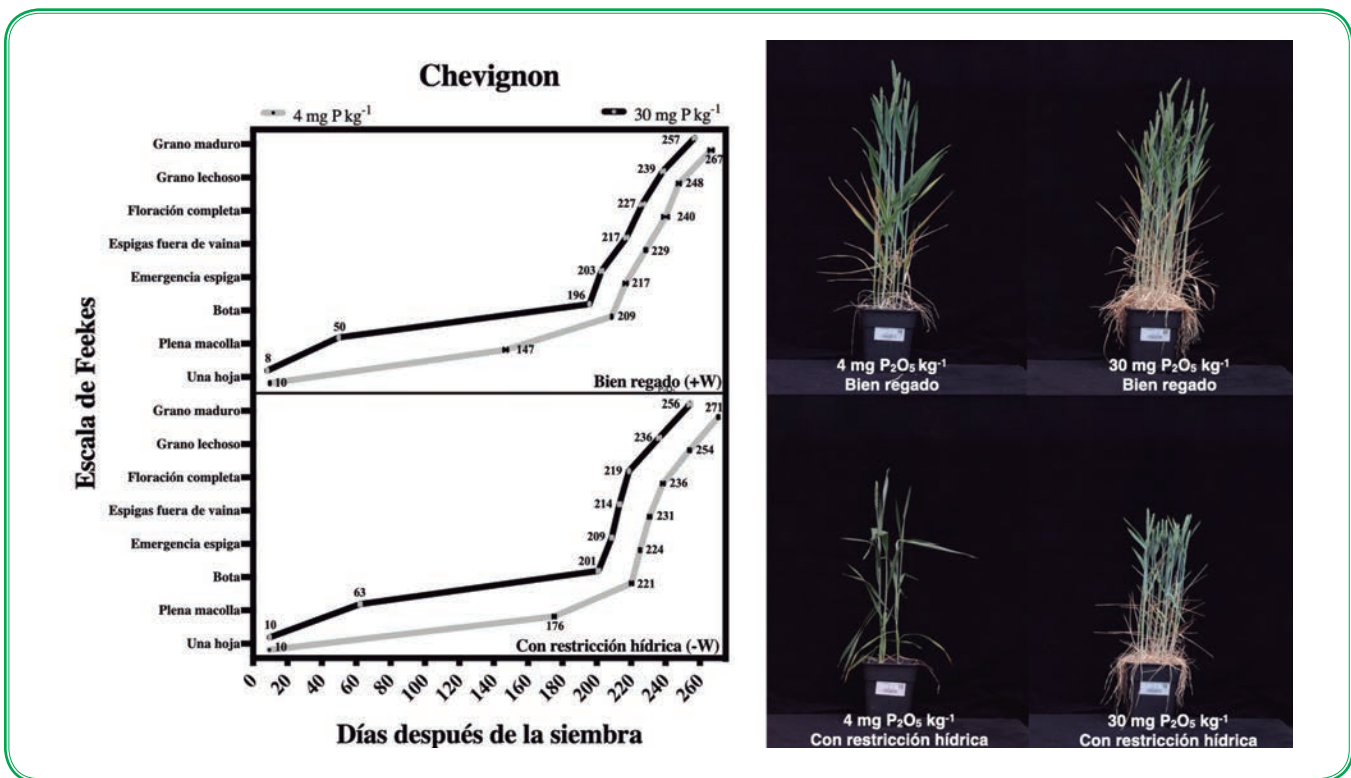 Chevignon
4 mg P kg⁻¹
30 mg P kg⁻¹
Escala de Feekes
Grano maduro
Grano lechoso
Floración completa
Espigas fuera de vaina
Emergencia espiga
Bota
Plena macolla
Una hoja
8
50
196
203
217
227
239
257
10
147
209
217
229
240
248
267
Bien regado (+W)
Grano maduro
Grano lechoso
Floración completa
Espigas fuera de vaina
Emergencia espiga
Bota
Plena macolla
Una hoja
10
63
201
209
214
219
236
256
10
176
221
224
231
236
254
271
Con restricción hídrica (-W)
0 20 40 60 80 100 120 140 160 180 200 220 240 260
Días después de la siembra
4 mg P₂O₅ kg⁻¹
Bien regado
30 mg P₂O₅ kg⁻¹
Bien regado
4 mg P₂O₅ kg⁻¹
Con restricción hídrica
30 mg P₂O₅ kg⁻¹
Con restricción hídrica